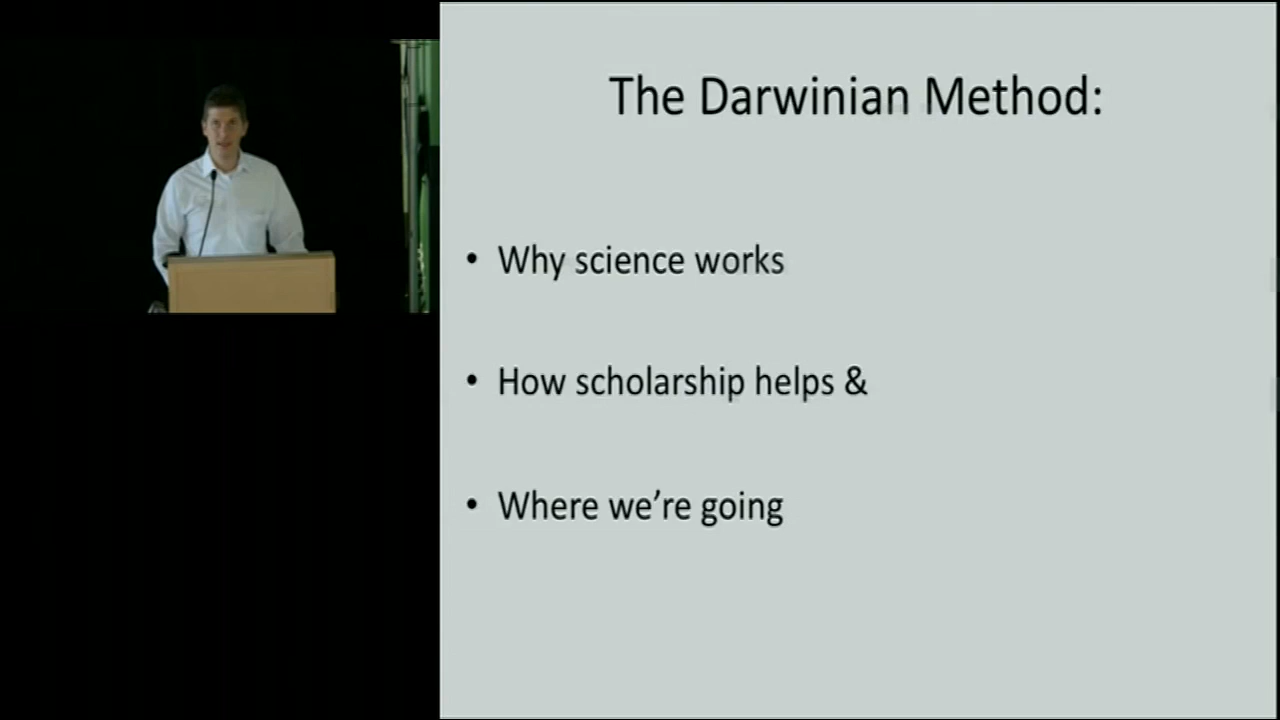 The Darwinian Method:
• Why science works
• How scholarship helps &
• Where we’re going